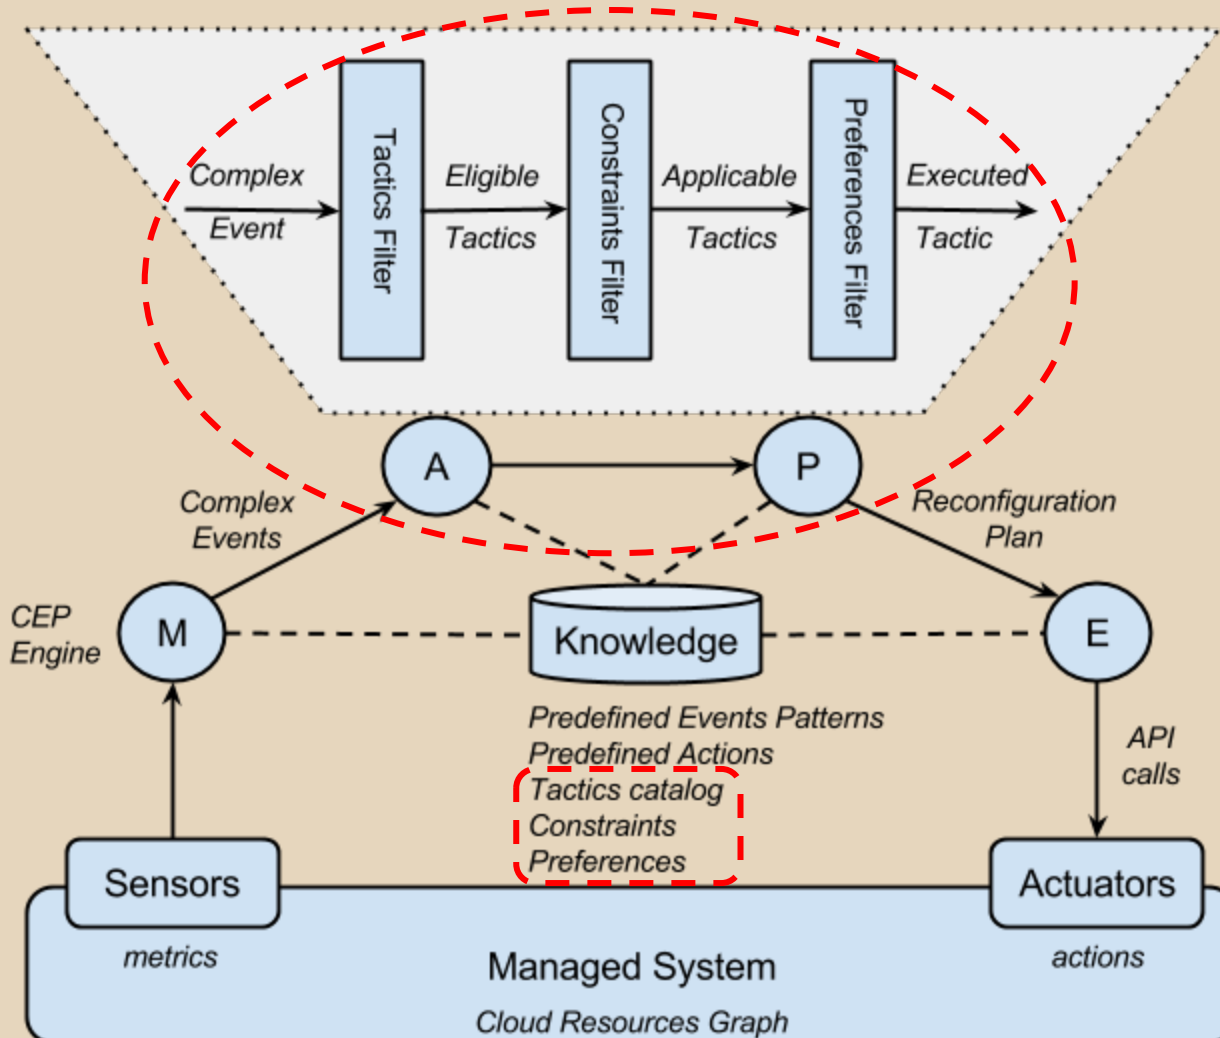 Complex
Event
Tactics Filter
Eligible
Tactics
Constraints Filter
Applicable
Tactics
Preferences Filter
Executed
Tactic
A
P
Complex
Events
Reconfiguration
Plan
CEP
Engine
M
Knowledge
E
Predefined Events Patterns
Predefined Actions
Tactics catalog
Constraints
Preferences
API
calls
Sensors
Actuators
metrics
actions
Managed System
Cloud Resources Graph